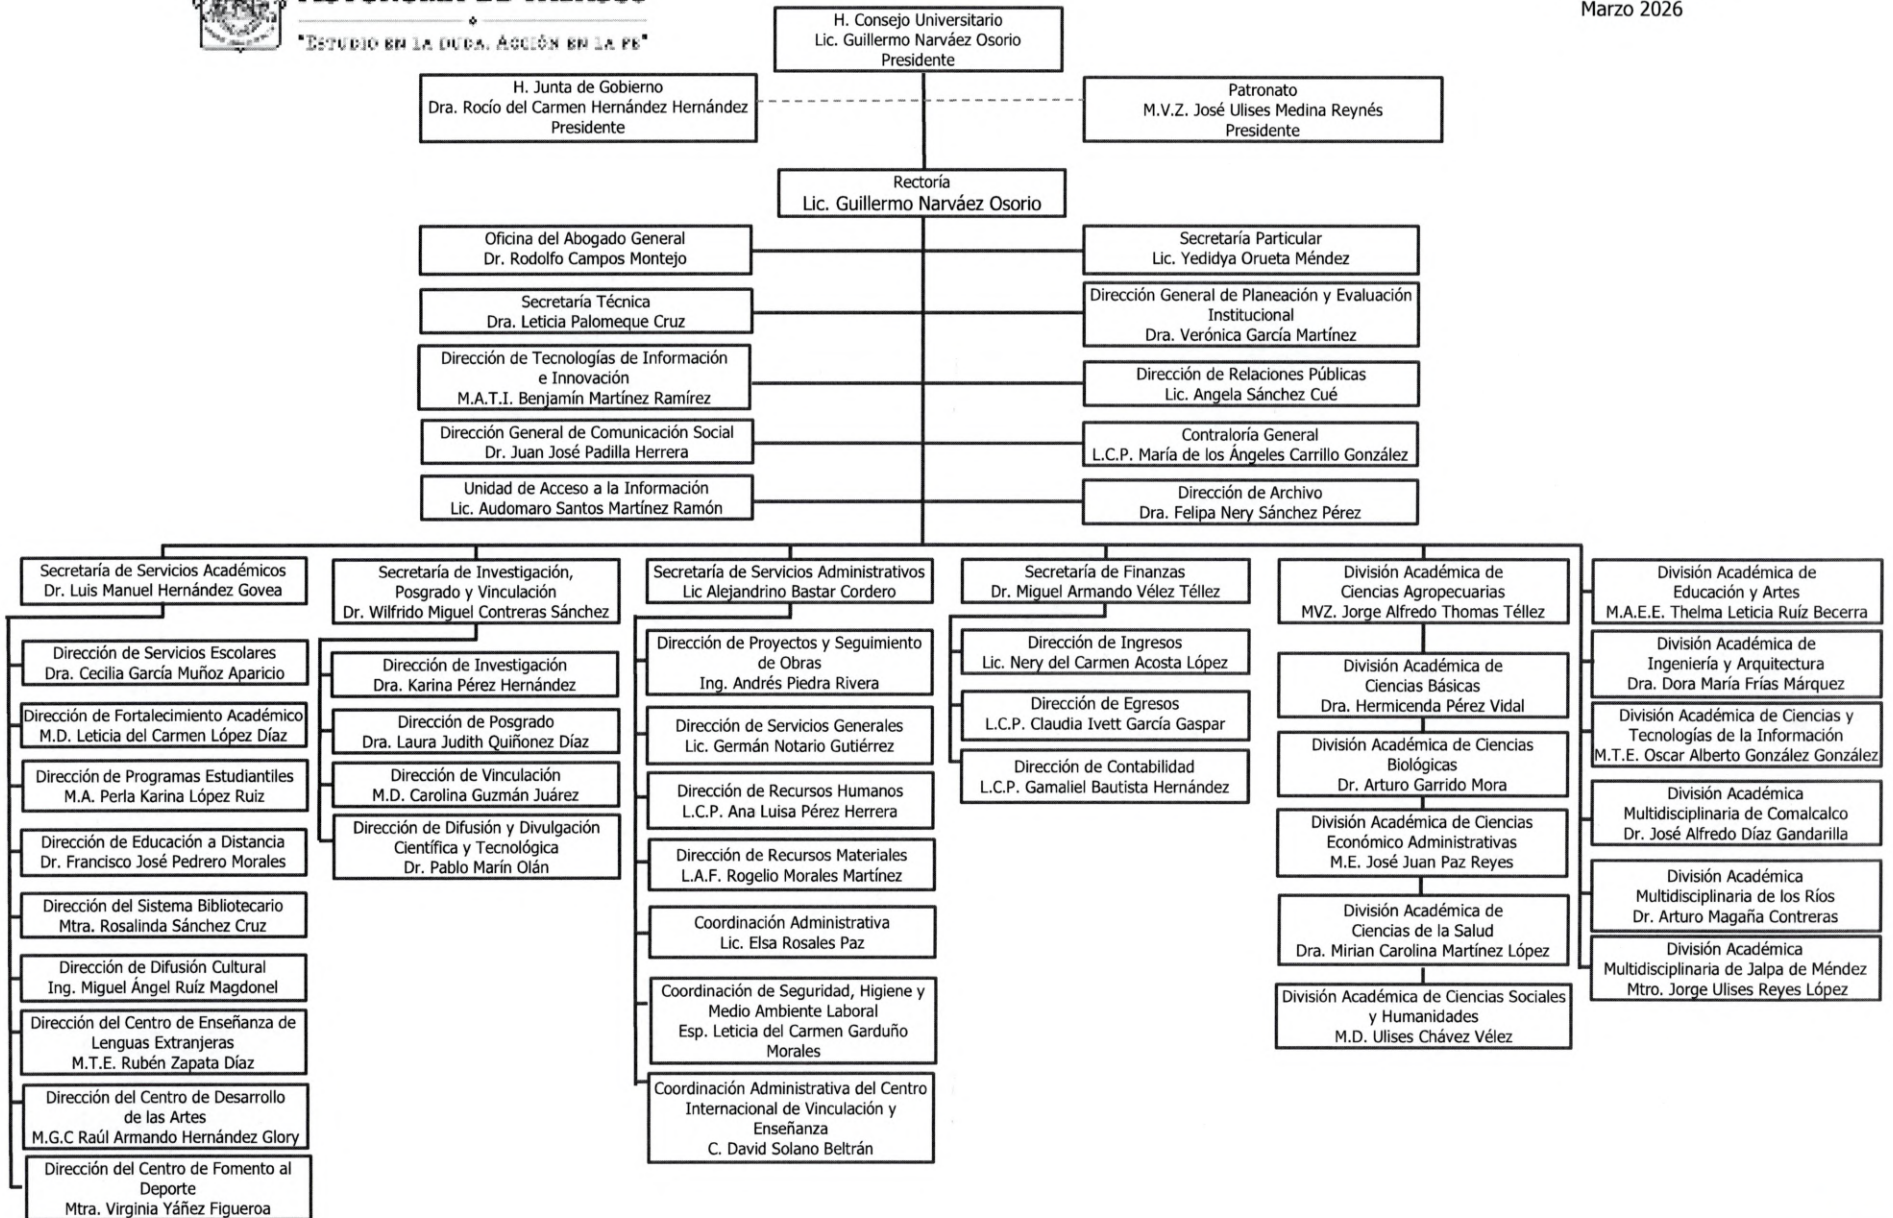 "ESTUDIO EN LA DUDA. ACCIÓN EN LA FE"
Marzo 2026
H. Consejo Universitario
Lic. Guillermo Narváez Osorio
Presidente
H. Junta de Gobierno
Dra. Rocío del Carmen Hernández Hernández
Presidente
Patronato
M.V.Z. José Ulises Medina Reynés
Presidente
Rectoría
Lic. Guillermo Narváez Osorio
Oficina del Abogado General
Dr. Rodolfo Campos Montejo
Secretaría Particular
Lic. Yedidya Orueta Méndez
Secretaría Técnica
Dra. Leticia Palomeque Cruz
Dirección General de Planeación y Evaluación
Institucional
Dra. Verónica García Martínez
Dirección de Tecnologías de Información
e Innovación
M.A.T.I. Benjamín Martínez Ramírez
Dirección de Relaciones Públicas
Lic. Angela Sánchez Cué
Dirección General de Comunicación Social
Dr. Juan José Padilla Herrera
Contraloría General
L.C.P. María de los Ángeles Carrillo González
Unidad de Acceso a la Información
Lic. Audomaro Santos Martínez Ramón
Dirección de Archivo
Dra. Felipa Nery Sánchez Pérez
Secretaría de Servicios Académicos
Dr. Luis Manuel Hernández Govea
Dirección de Servicios Escolares
Dra. Cecilia García Muñoz Aparicio
Dirección de Fortalecimiento Académico
M.D. Leticia del Carmen López Díaz
Dirección de Programas Estudiantiles
M.A. Perla Karina López Ruiz
Dirección de Educación a Distancia
Dr. Francisco José Pedrero Morales
Dirección del Sistema Bibliotecario
Mtra. Rosalinda Sánchez Cruz
Dirección de Difusión Cultural
Ing. Miguel Ángel Ruíz Magdonel
Dirección del Centro de Enseñanza de
Lenguas Extranjeras
M.T.E. Rubén Zapata Díaz
Dirección del Centro de Desarrollo
de las Artes
M.G.C Raúl Armando Hernández Glory
Dirección del Centro de Fomento al
Deporte
Mtra. Virginia Yáñez Figueroa
Secretaría de Investigación,
Posgrado y Vinculación
Dr. Wilfrido Miguel Contreras Sánchez
Dirección de Investigación
Dra. Karina Pérez Hernández
Dirección de Posgrado
Dra. Laura Judith Quiñonez Díaz
Dirección de Vinculación
M.D. Carolina Guzmán Juárez
Dirección de Difusión y Divulgación
Científica y Tecnológica
Dr. Pablo Marín Olán
Secretaría de Servicios Administrativos
Lic Alejandrino Bastar Cordero
Dirección de Proyectos y Seguimiento
de Obras
Ing. Andrés Piedra Rivera
Dirección de Servicios Generales
Lic. Germán Notario Gutiérrez
Dirección de Recursos Humanos
L.C.P. Ana Luisa Pérez Herrera
Dirección de Recursos Materiales
L.A.F. Rogelio Morales Martínez
Coordinación Administrativa
Lic. Elsa Rosales Paz
Coordinación de Seguridad, Higiene y
Medio Ambiente Laboral
Esp. Leticia del Carmen Garduño
Morales
Coordinación Administrativa del Centro
Internacional de Vinculación y
Enseñanza
C. David Solano Beltrán
Secretaría de Finanzas
Dr. Miguel Armando Vélez Téllez
Dirección de Ingresos
Lic. Nery del Carmen Acosta López
Dirección de Egresos
L.C.P. Claudia Ivett García Gaspar
Dirección de Contabilidad
L.C.P. Gamaliel Bautista Hernández
División Académica de
Ciencias Agropecuarias
MVZ. Jorge Alfredo Thomas Téllez
División Académica de
Ciencias Básicas
Dra. Hermicenda Pérez Vidal
División Académica de Ciencias
Biológicas
Dr. Arturo Garrido Mora
División Académica de Ciencias
Económico Administrativas
M.E. José Juan Paz Reyes
División Académica de
Ciencias de la Salud
Dra. Mirian Carolina Martínez López
División Académica de Ciencias Sociales
y Humanidades
M.D. Ulises Chávez Vélez
División Académica de
Educación y Artes
M.A.E.E. Thelma Leticia Ruíz Becerra
División Académica de
Ingeniería y Arquitectura
Dra. Dora María Frías Márquez
División Académica de Ciencias y
Tecnologías de la Información
M.T.E. Oscar Alberto González González
División Académica
Multidisciplinaria de Comalcalco
Dr. José Alfredo Díaz Gandarilla
División Académica
Multidisciplinaria de los Ríos
Dr. Arturo Magaña Contreras
División Académica
Multidisciplinaria de Jalpa de Méndez
Mtro. Jorge Ulises Reyes López